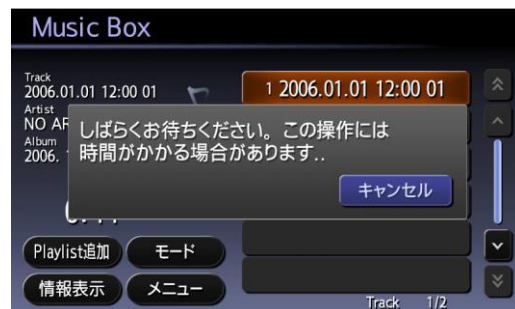 Music Box
Track
2006.01.01 12:00 01
Artist
NO AR
Album
2006.
1 2006.01.01 12:00 01
しばらくお待ちください。この操作には
時間がかかる場合があります..
キャンセル
Playlist追加
モード
情報表示
メニュー
Track 1/2